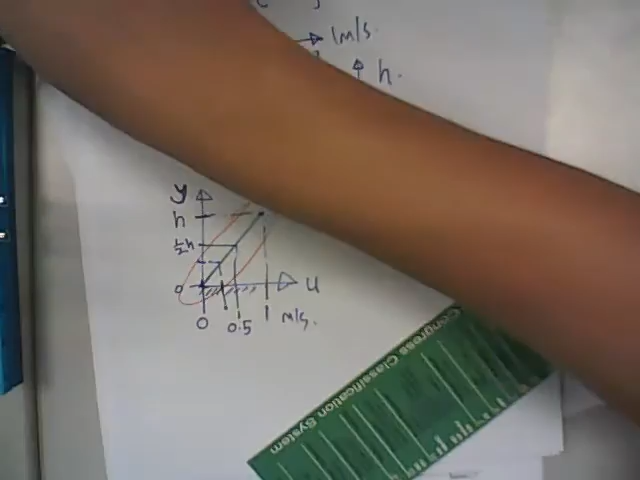 1m/s.
h.
y
h
½h
0
u
0 0.5 1 m/s.
Congress Classification System